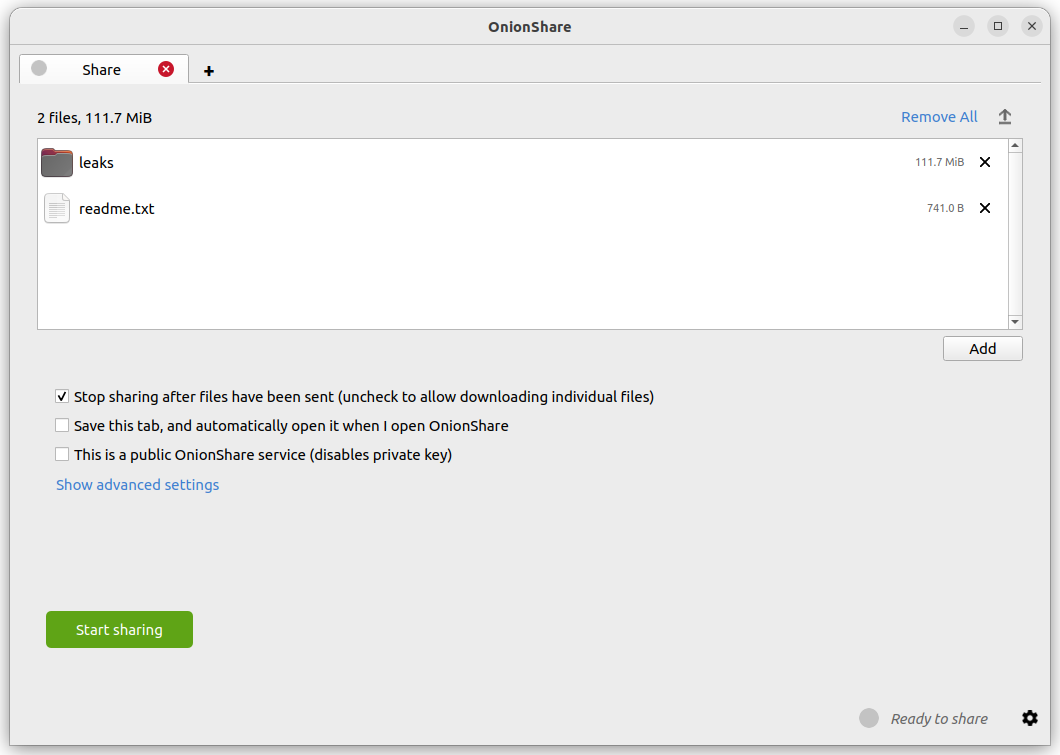 OnionShare
Share
2 files, 111.7 MiB
Remove All
leaks
111.7 MiB
readme.txt
741.0 B
Add
Stop sharing after files have been sent (uncheck to allow downloading individual files)
Save this tab, and automatically open it when I open OnionShare
This is a public OnionShare service (disables private key)
Show advanced settings
Start sharing
Ready to share